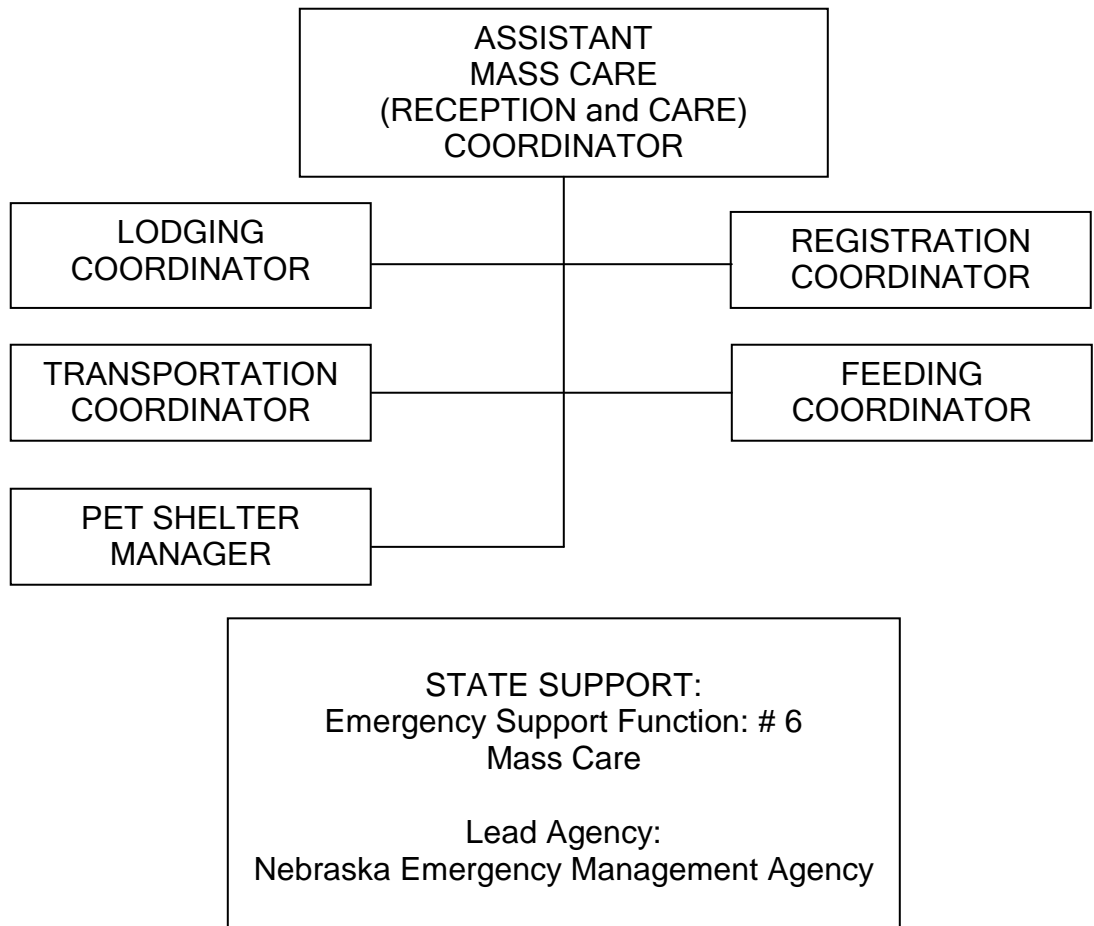 ASSISTANT
MASS CARE
(RECEPTION and CARE)
COORDINATOR
LODGING
COORDINATOR
REGISTRATION
COORDINATOR
TRANSPORTATION
COORDINATOR
FEEDING
COORDINATOR
PET SHELTER
MANAGER
STATE SUPPORT:
Emergency Support Function: # 6
Mass Care
Lead Agency:
Nebraska Emergency Management Agency